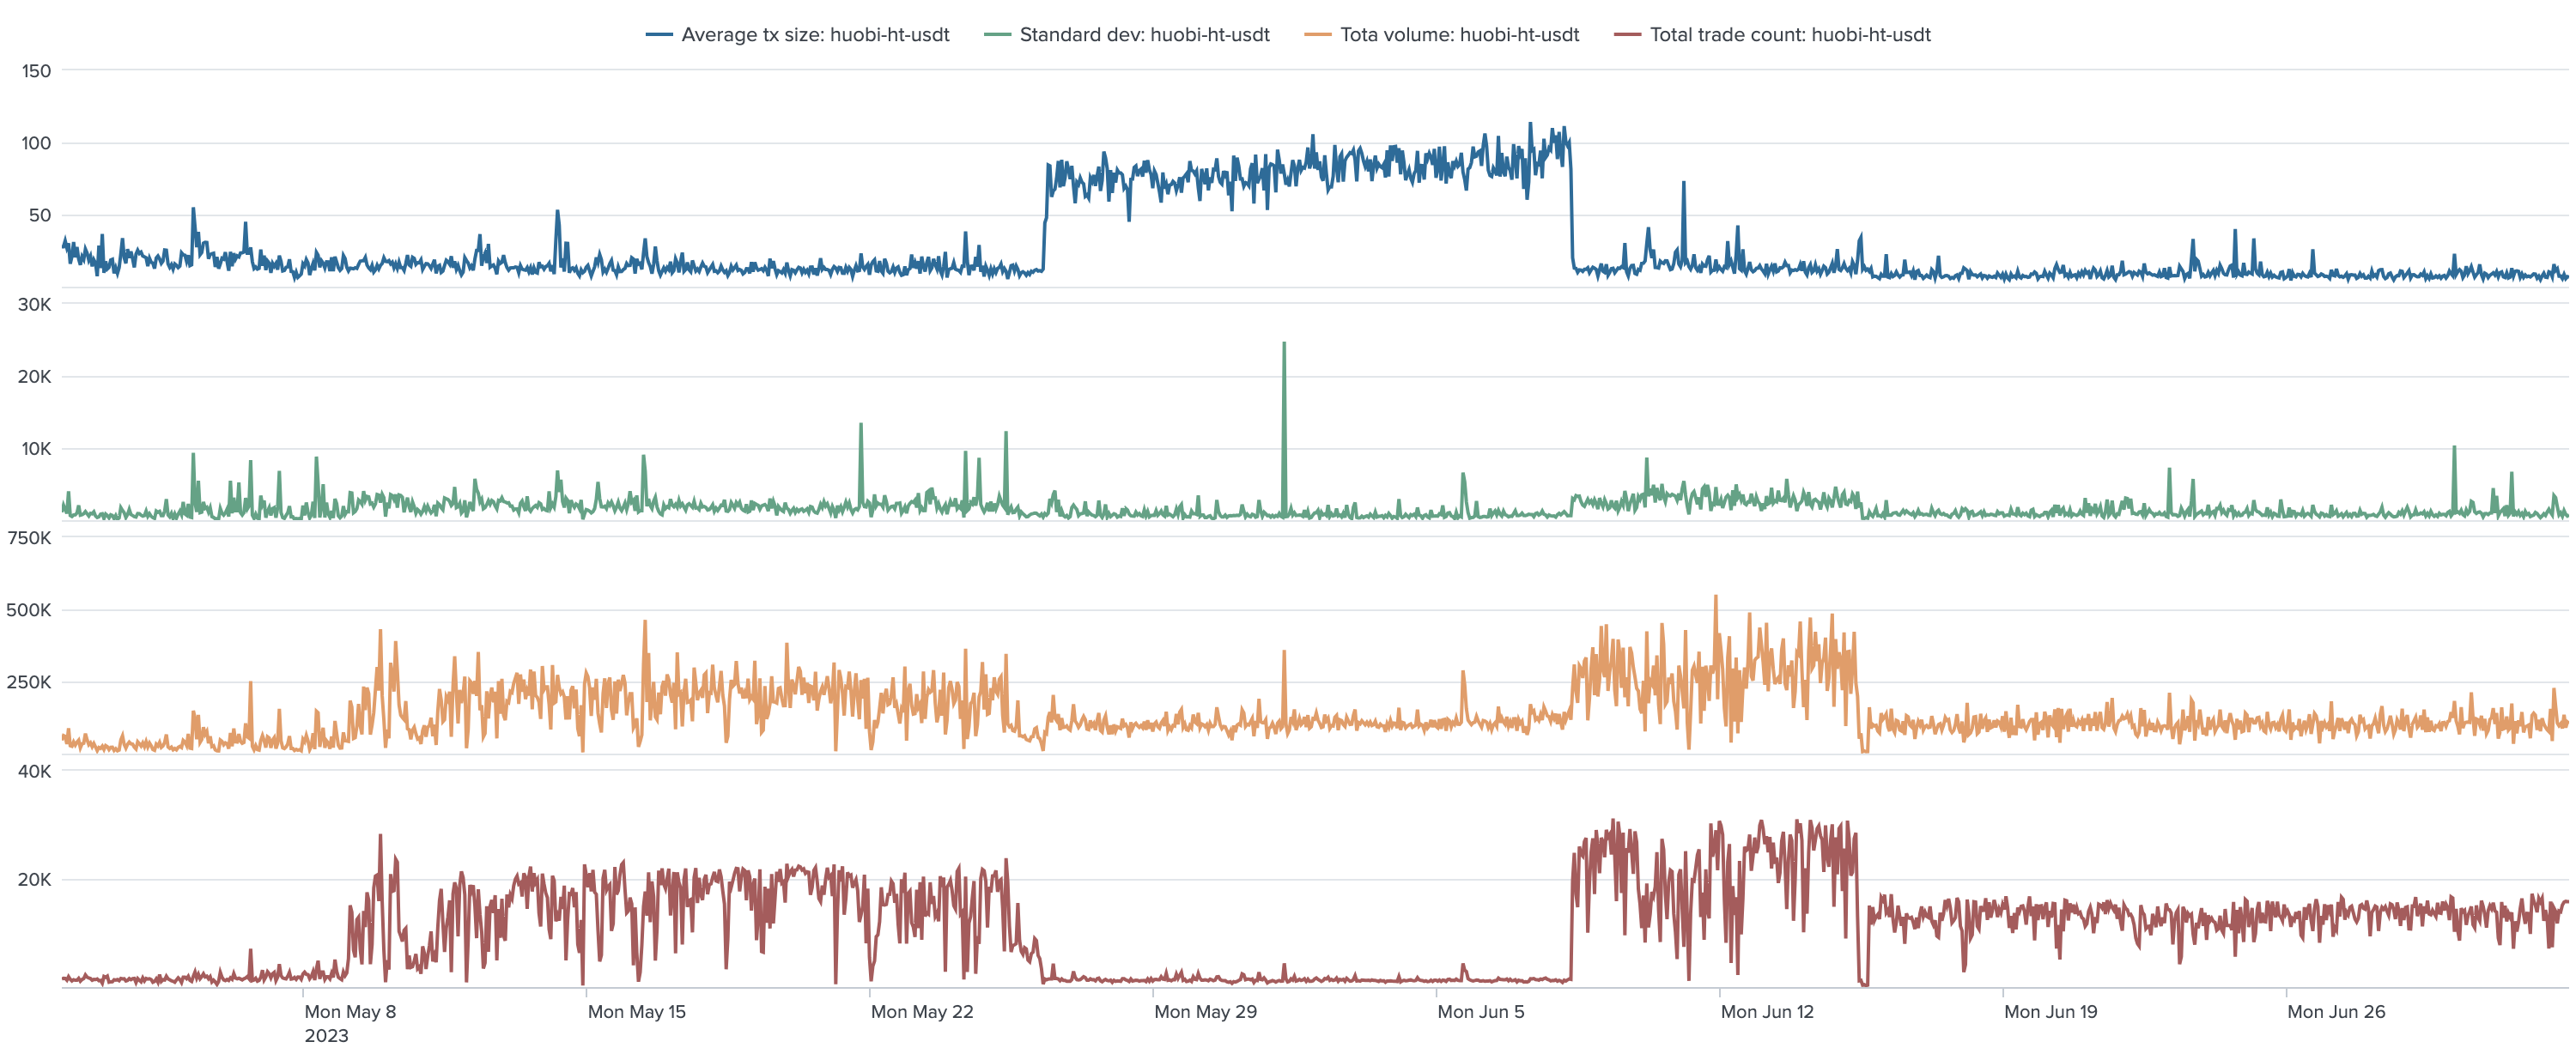 Average tx size: huobi-ht-usdt Standard dev: huobi-ht-usdt Tota volume: huobi-ht-usdt Total trade count: huobi-ht-usdt
150
100
50
30K
20K
10K
750K
500K
250K
40K
20K
Mon May 8 Mon May 15 Mon May 22 Mon May 29 Mon Jun 5 Mon Jun 12 Mon Jun 19 Mon Jun 26
2023